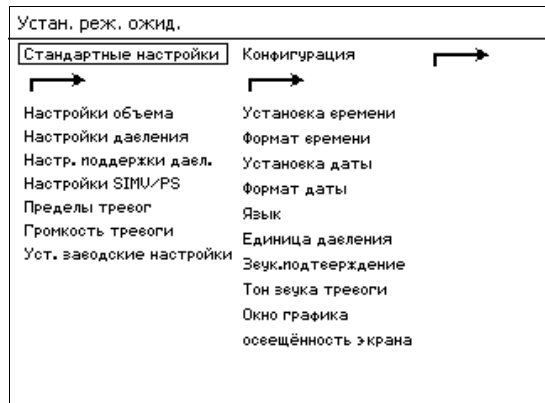 Устан. реж. ожид.
Стандартные настройки
Настройки объема
Настройки давления
Настр. поддержки давл.
Настройки SIMV/PS
Пределы тревог
Громкость тревоги
Уст. заводские настройки
Конфигурация
Установка времени
Формат времени
Установка даты
Формат даты
Язык
Единица давления
Звук.подтверждение
Тон звука тревоги
Окно графика
освещённость экрана